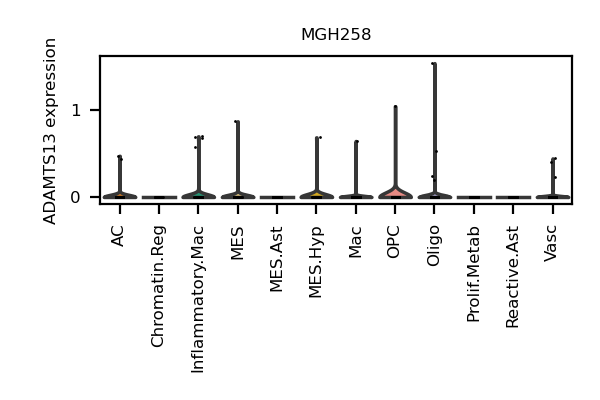 MGH258
ADAMTS13 expression
1
0
AC
Chromatin.Reg
Inflammatory.Mac
MES
MES.Ast
MES.Hyp
Mac
OPC
Oligo
Prolif.Metab
Reactive.Ast
Vasc